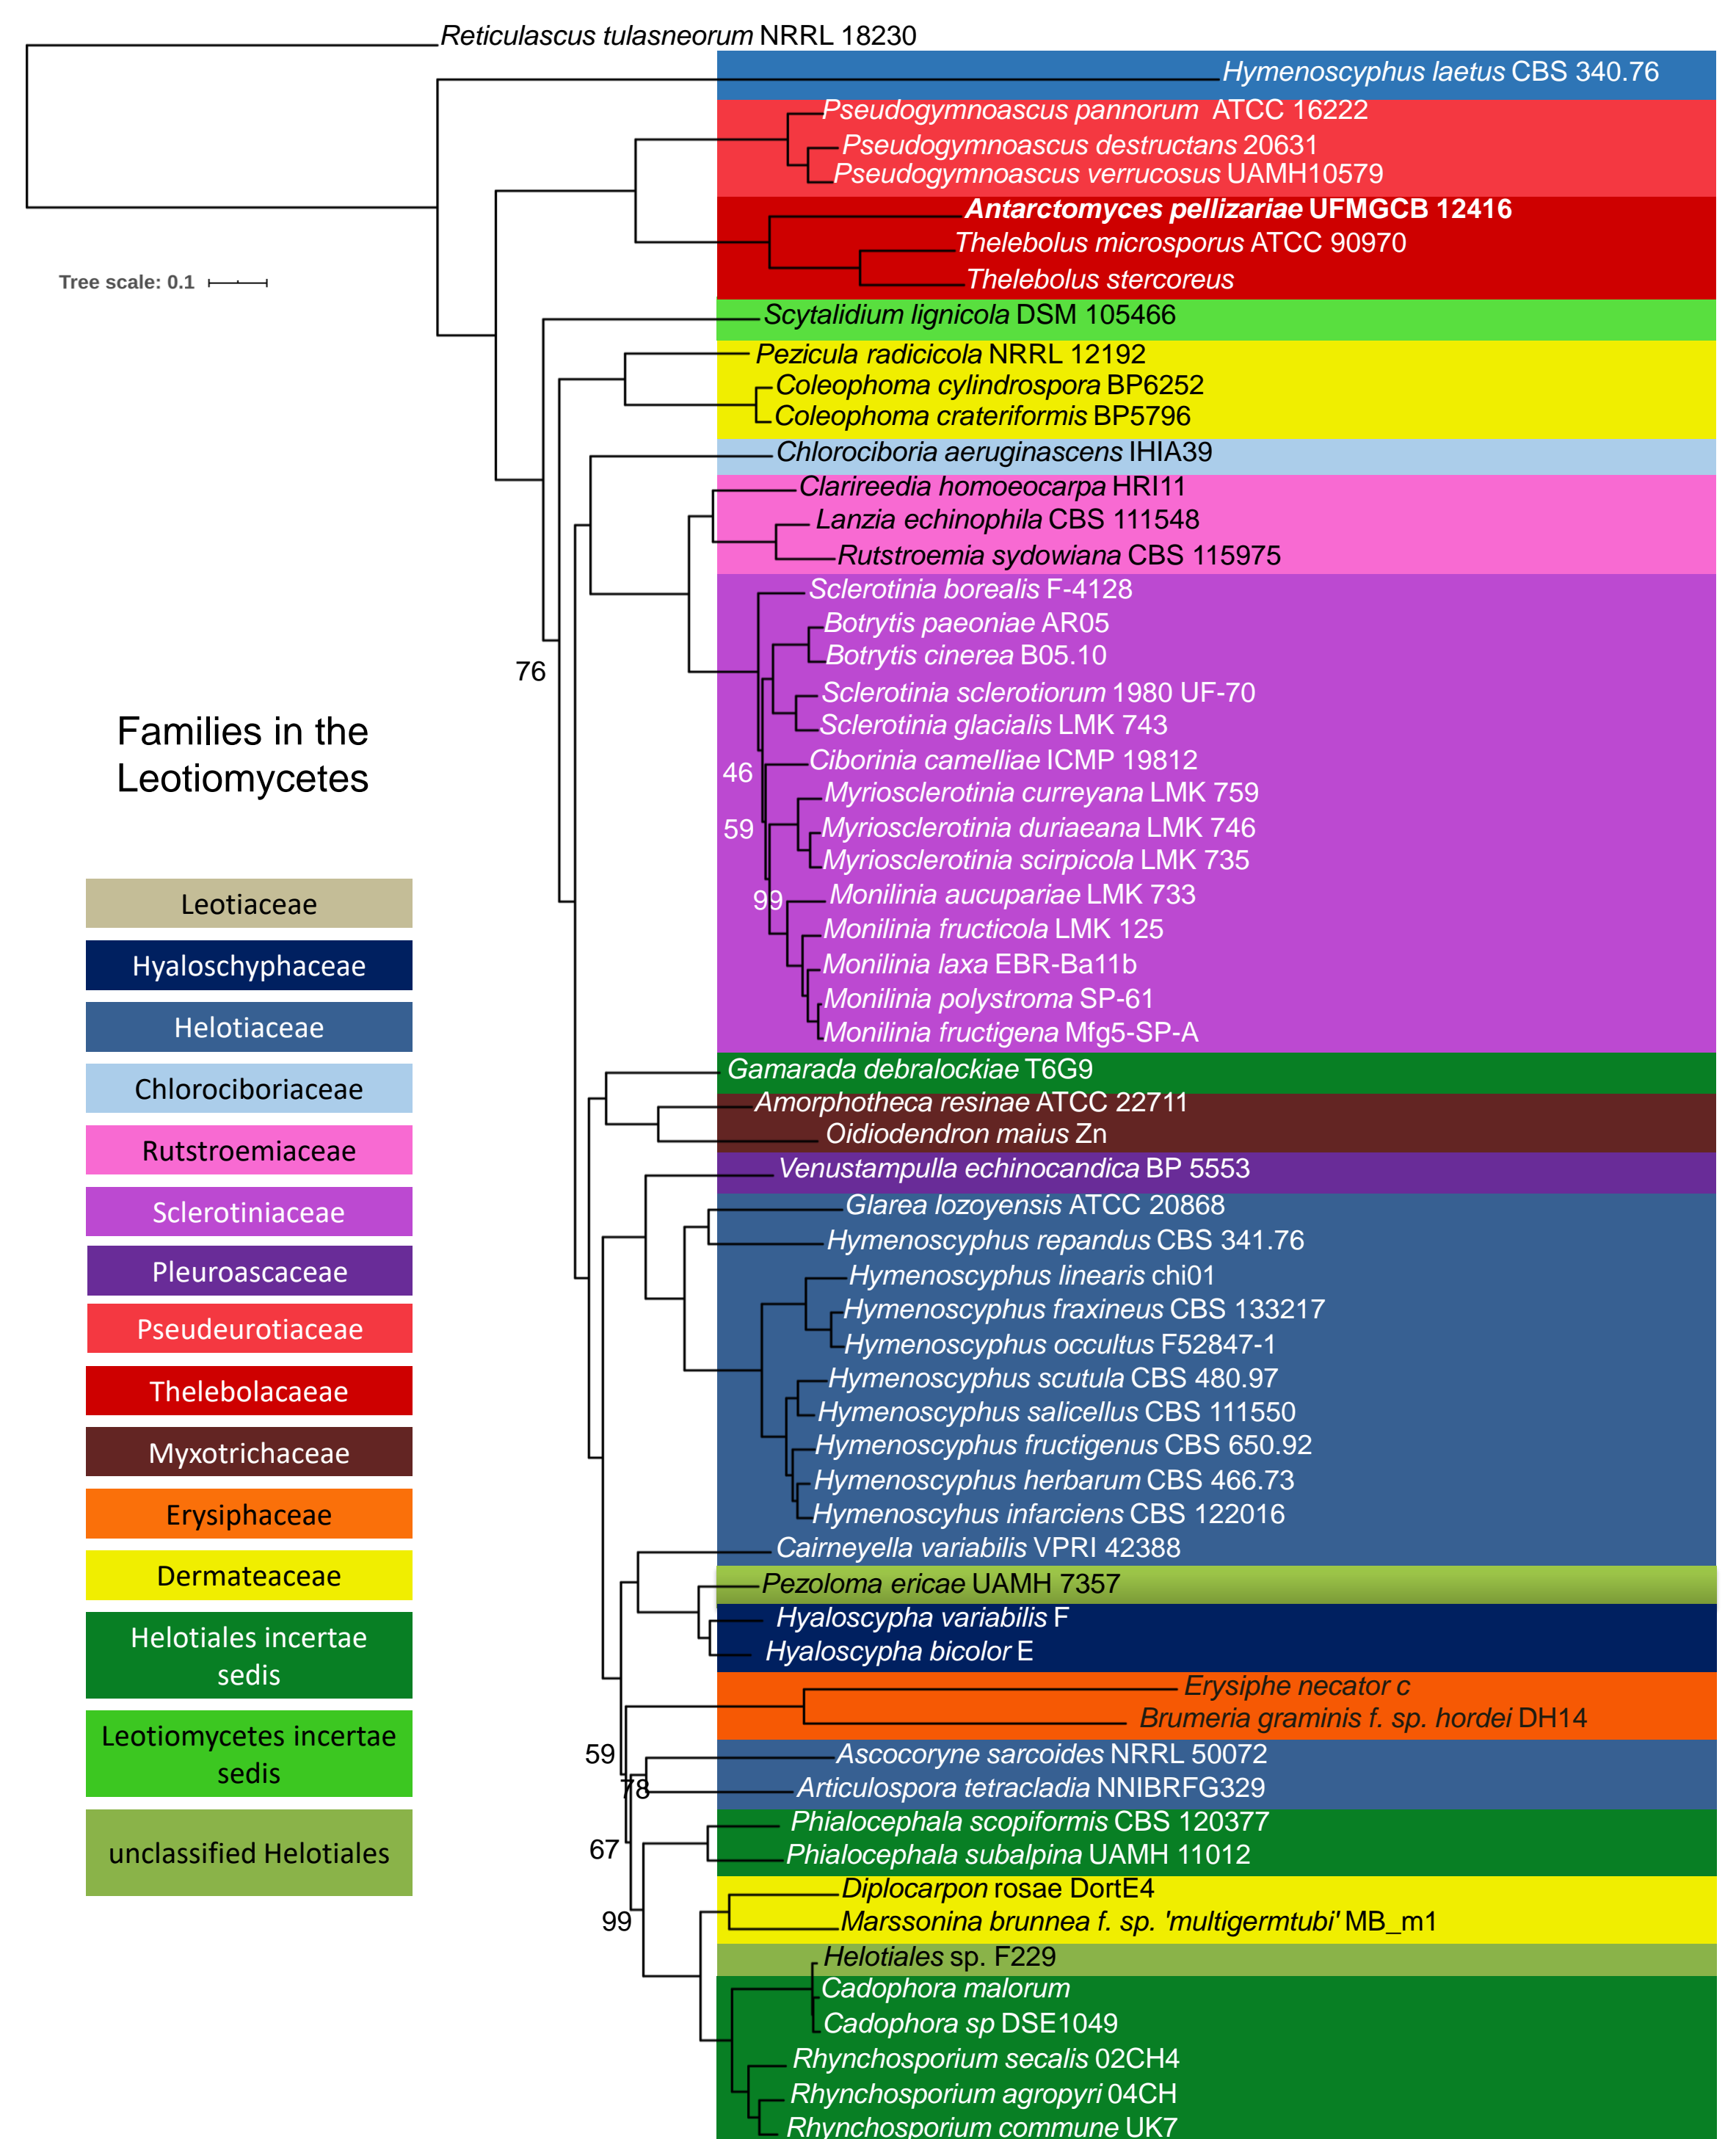 Reticulascus tulasneorum NRRL 18230
Hymenoscyphus laetus CBS 340.76
Pseudogymnoascus pannorum ATCC 16222
Pseudogymnoascus destructans 20631
Pseudogymnoascus verrucosus UAMH10579
Antarctomyces pellizariae UFMGCB 12416
Thelebolus microsporus ATCC 90970
Tree scale: 0.1
Thelebolus stercoreus
Scytalidium lignicola DSM 105466
Pezicula radicicola NRRL 12192
Coleophoma cylindrospora BP6252
Coleophoma crateriformis BP5796
Chlorociboria aeruginascens IHIA39
Clarireedia homoeocarpa HRI11
Lanzia echinophila CBS 111548
Rutstroemia sydowiana CBS 115975
Sclerotinia borealis F-4128
Botrytis paeoniae AR05
Botrytis cinerea B05.10
76
Sclerotinia sclerotiorum 1980 UF-70
Sclerotinia glacialis LMK 743
Ciborinia camelliae ICMP 19812
46
Myriosclerotinia curreyana LMK 759
59
Myriosclerotinia duriaeana LMK 746
Myriosclerotinia scirpicola LMK 735
Monilinia aucupariae LMK 733
99
Monilinia fructicola LMK 125
Monilinia laxa EBR-Ba11b
Monilinia polystroma SP-61
Monilinia fructigena Mfg5-SP-A
Gamarada debralockiae T6G9
Amorphotheca resinae ATCC 22711
Oidiodendron maius Zn
Venustampulla echinocandica BP 5553
Glarea lozoyensis ATCC 20868
Hymenoscyphus repandus CBS 341.76
Hymenoscyphus linearis chi01
Hymenoscyphus fraxineus CBS 133217
Hymenoscyphus occultus F52847-1
Hymenoscyphus scutula CBS 480.97
Hymenoscyphus salicellus CBS 111550
Hymenoscyphus fructigenus CBS 650.92
Hymenoscyphus herbarum CBS 466.73
Hymenoscyhus infarciens CBS 122016
Cairneyella variabilis VPRI 42388
Pezoloma ericae UAMH 7357
Hyaloscypha variabilis F
Hyaloscypha bicolor E
Erysiphe necator c
Brumeria graminis f. sp. hordei DH14
59
Ascocoryne sarcoides NRRL 50072
78
Articulospora tetracladia NNIBRFG329
Phialocephala scopiformis CBS 120377
67
Phialocephala subalpina UAMH 11012
Diplocarpon rosae DortE4
99
Marssonina brunnea f. sp. 'multigermtubi' MB_m1
Helotiales sp. F229
Cadophora malorum
Cadophora sp DSE1049
Rhynchosporium secalis 02CH4
Rhynchosporium agropyri 04CH
Rhynchosporium commune UK7
Families in the
Leotiomycetes
Leotiaceae
Hyaloschyphaceae
Helotiaceae
Chlorociboriaceae
Rutstroemiaceae
Sclerotiniaceae
Pleuroascaceae
Pseudeurotiaceae
Thelebolacaeae
Myxotrichaceae
Erysiphaceae
Dermateaceae
Helotiales incertae
sedis
Leotiomycetes incertae
sedis
unclassified Helotiales